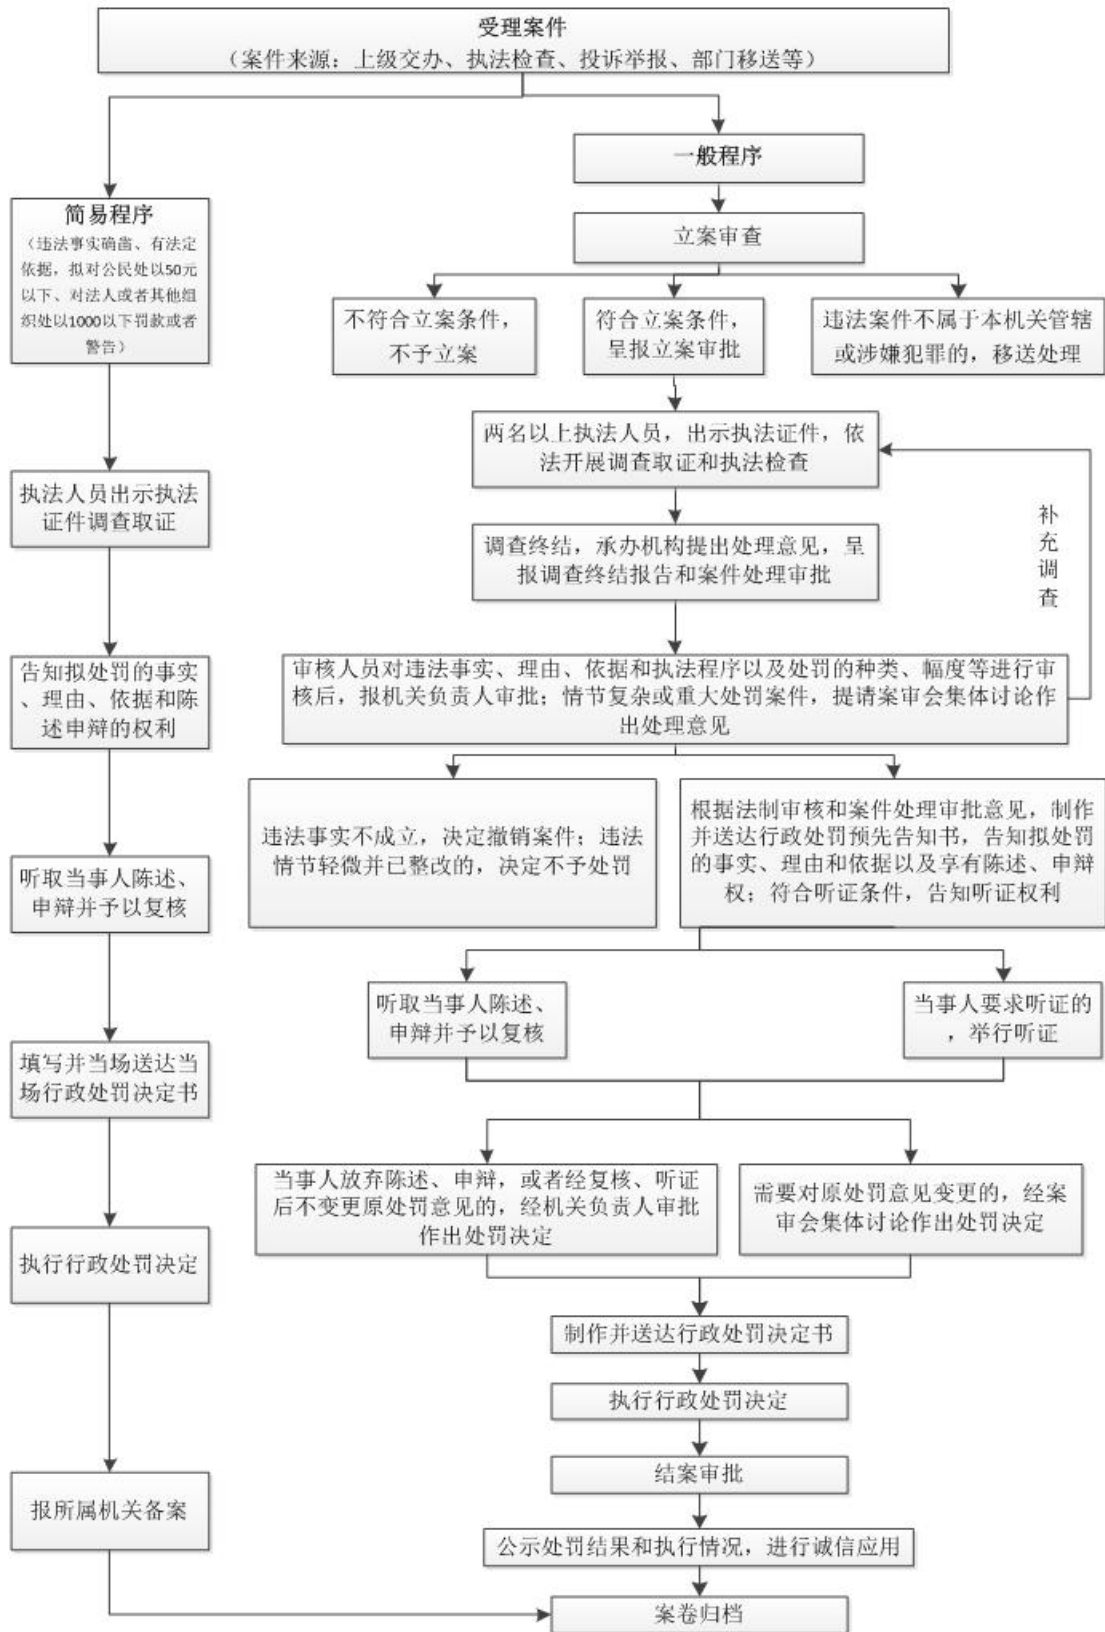 受理案件
（案件来源：上级交办、执法检查、投诉举报、部门移送等）
一般程序
简易程序
（违法事实确凿、有法定
依据，拟对公民处以50元
以下、对法人或者其他组
织处以1000以下罚款或者
警告）
立案审查
不符合立案条件，
不予立案
符合立案条件，
呈报立案审批
违法案件不属于本机关管辖
或涉嫌犯罪的，移送处理
两名以上执法人员，出示执法证件，依
法开展调查取证和执法检查
执法人员出示执法
证件调查取证
补
充
调
查
调查终结，承办机构提出处理意见，呈
报调查终结报告和案件处理审批
告知拟处罚的事实
、理由、依据和陈
述申辩的权利
审核人员对违法事实、理由、依据和执法程序以及处罚的种类、幅度等进行审
核后，报机关负责人审批；情节复杂或重大处罚案件，提请案审会集体讨论作
出处理意见
违法事实不成立，决定撤销案件；违法
情节轻微并已整改的，决定不予处罚
根据法制审核和案件处理审批意见，制作
并送达行政处罚预先告知书，告知拟处罚
的事实、理由和依据以及享有陈述、申辩
权；符合听证条件，告知听证权利
听取当事人陈述、
申辩并予以复核
听取当事人陈述、
申辩并予以复核
当事人要求听证的
，举行听证
填写并当场送达当
场行政处罚决定书
当事人放弃陈述、申辩，或者经复核、听证
后不变更原处罚意见的，经机关负责人审批
作出处罚决定
需要对原处罚意见变更的，经案
审会集体讨论作出处罚决定
执行行政处罚决定
制作并送达行政处罚决定书
执行行政处罚决定
结案审批
报所属机关备案
公示处罚结果和执行情况，进行诚信应用
案卷归档